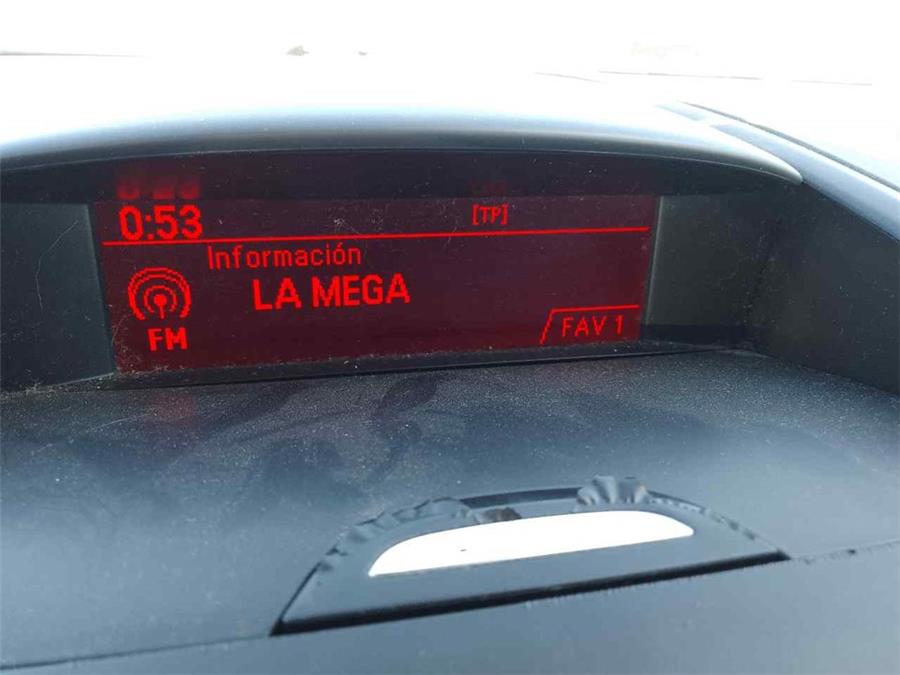 0:53 [TP]
Información
LA MEGA
FM
FAV 1